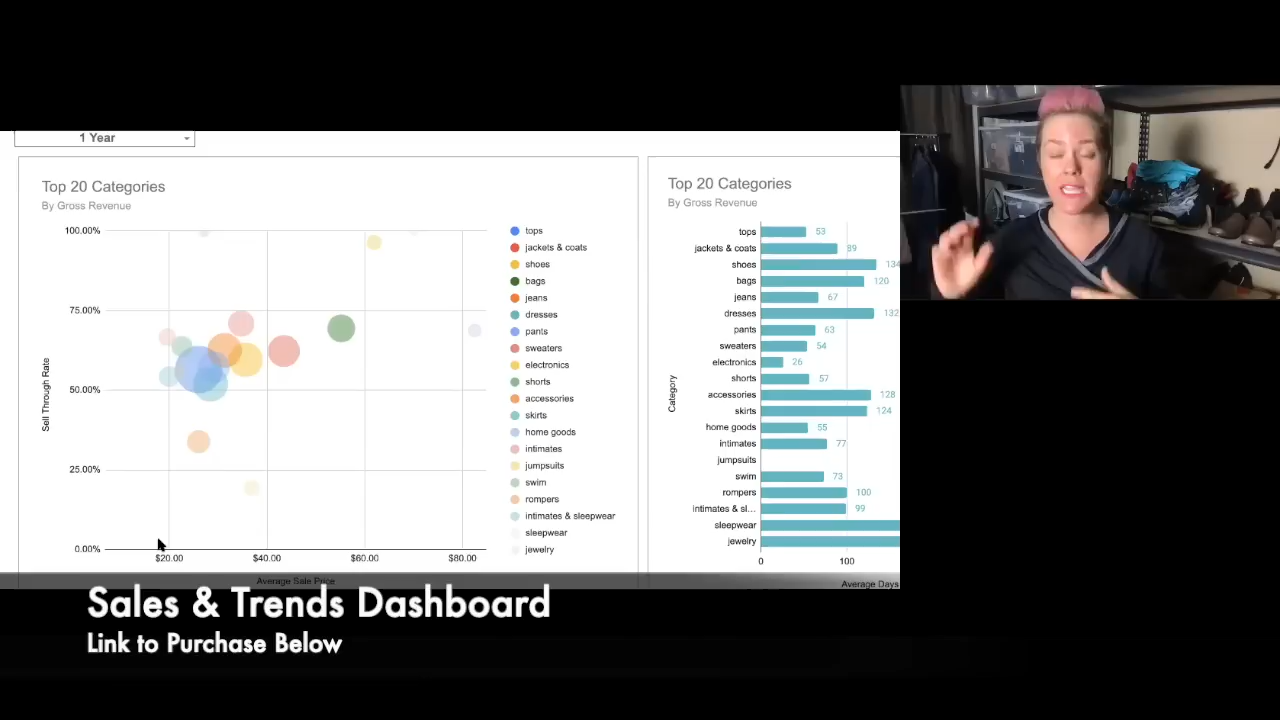 1 Year
Top 20 Categories
By Gross Revenue
100.00%
75.00%
50.00%
25.00%
0.00%
Sell Through Rate
$20.00
$40.00
$60.00
$80.00
Average Sale Price
tops
jackets & coats
shoes
bags
jeans
dresses
pants
sweaters
electronics
shorts
accessories
skirts
home goods
intimates
jumpsuits
swim
rompers
intimates & sleepwear
sleepwear
jewelry
Top 20 Categories
By Gross Revenue
Category
tops 53
jackets & coats 89
shoes 134
bags 120
jeans 67
dresses 132
pants 63
sweaters 54
electronics 26
shorts 57
accessories 128
skirts 124
home goods 55
intimates 77
jumpsuits
swim 73
rompers 100
intimates & sl... 99
sleepwear
jewelry
0
100
Average Days
Sales & Trends Dashboard
Link to Purchase Below